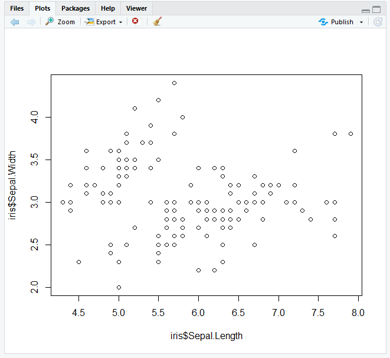 Files Plots Packages Help Viewer
Zoom Export Publish
iris$Sepal.Width
4.0
3.5
3.0
2.5
2.0
4.5 5.0 5.5 6.0 6.5 7.0 7.5 8.0
iris$Sepal.Length